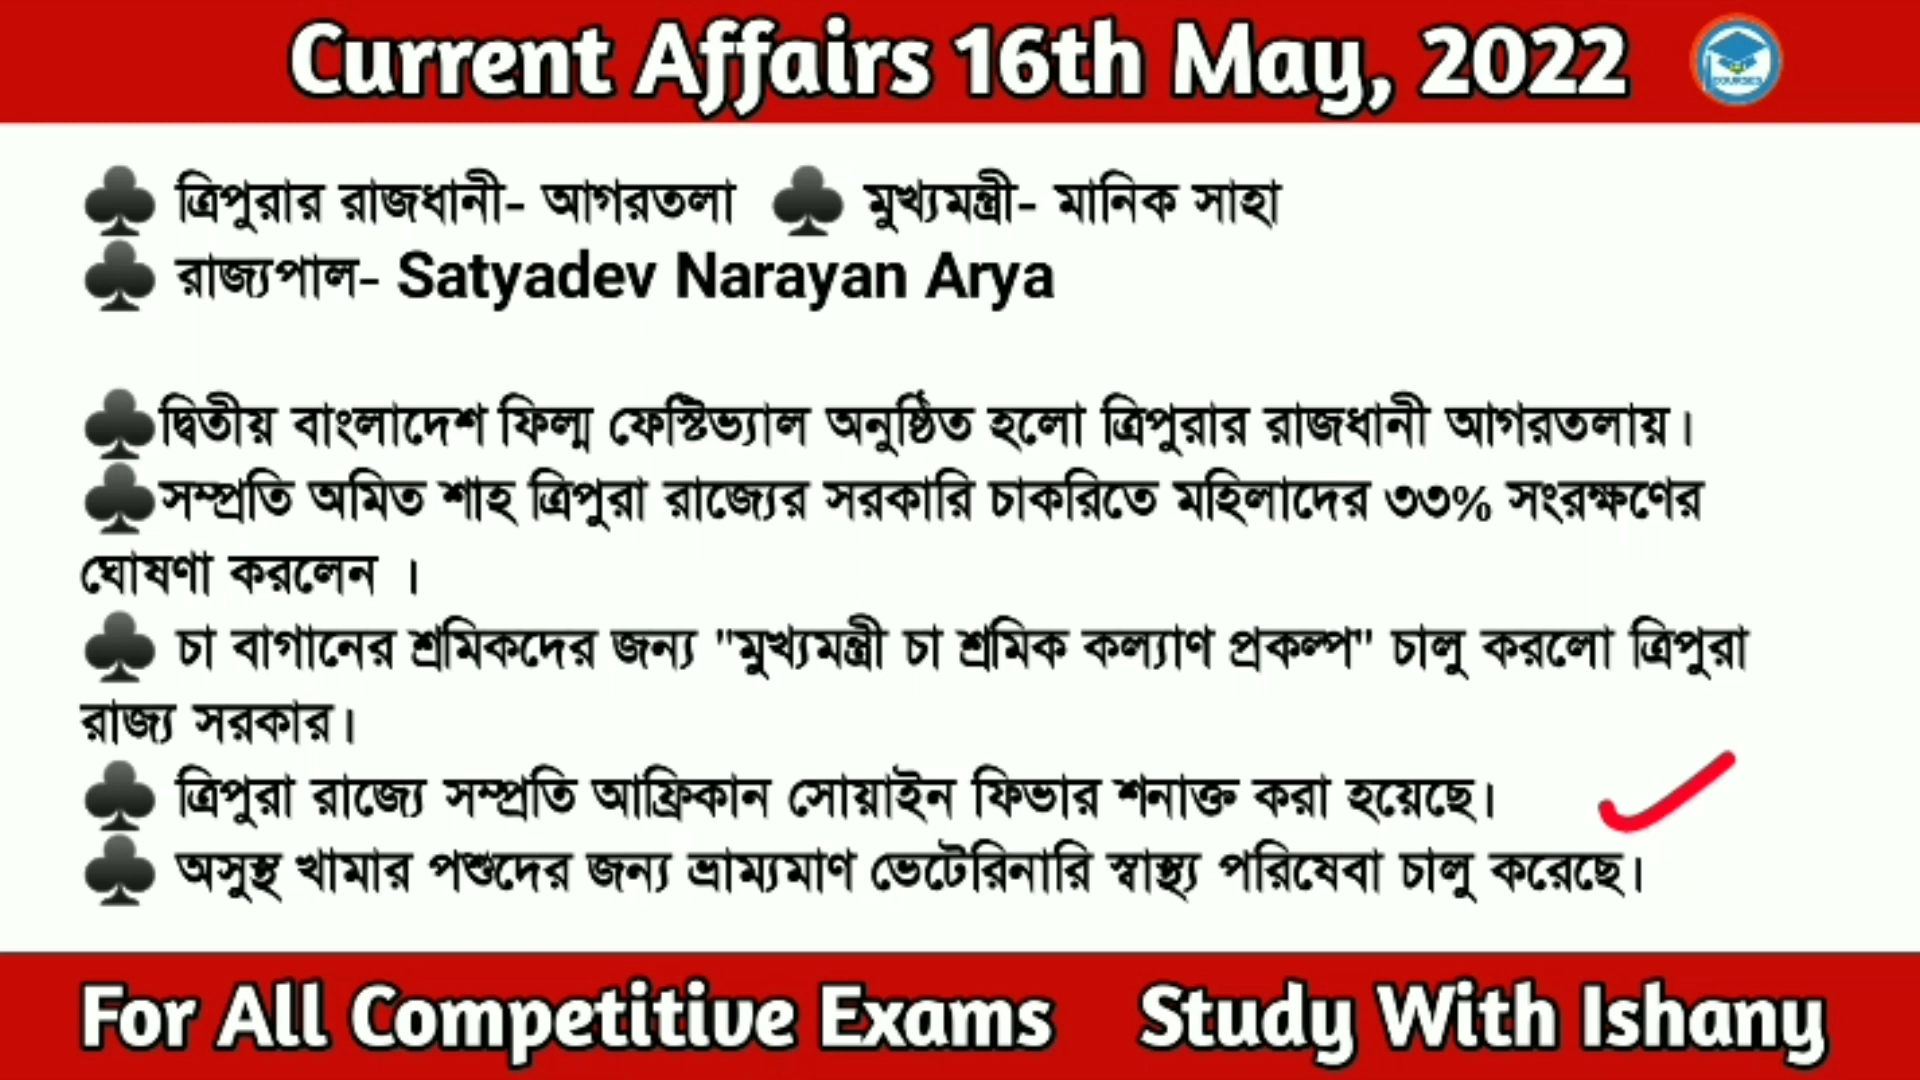 Current Affairs 16th May, 2022
COURSES
♣ ত্রিপুরার রাজধানী- আগরতলা ♣ মুখ্যমন্ত্রী- মানিক সাহা
♣ রাজ্যপাল- Satyadev Narayan Arya
♣দ্বিতীয় বাংলাদেশ ফিল্ম ফেস্টিভ্যাল অনুষ্ঠিত হলো ত্রিপুরার রাজধানী আগরতলায়।
♣সম্প্রতি অমিত শাহ ত্রিপুরা রাজ্যের সরকারি চাকরিতে মহিলাদের ৩৩% সংরক্ষণের
ঘোষণা করলেন ।
♣ চা বাগানের শ্রমিকদের জন্য "মুখ্যমন্ত্রী চা শ্রমিক কল্যাণ প্রকল্প" চালু করলো ত্রিপুরা
রাজ্য সরকার।
♣ ত্রিপুরা রাজ্যে সম্প্রতি আফ্রিকান সোয়াইন ফিভার শনাক্ত করা হয়েছে।
♣ অসুস্থ খামার পশুদের জন্য ভ্রাম্যমাণ ভেটেরিনারি স্বাস্থ্য পরিষেবা চালু করেছে।
For All Competitive Exams Study With Ishany